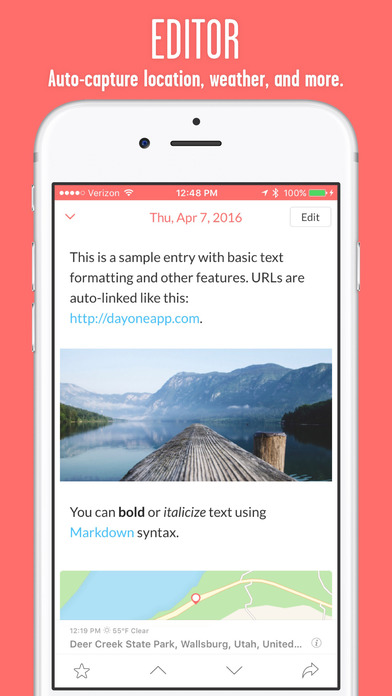 EDITOR
Auto-capture location, weather, and more.
Verizon 12:48 PM 100%
Thu, Apr 7, 2016 Edit
This is a sample entry with basic text
formatting and other features. URLs are
auto-linked like this:
http://dayoneapp.com.
You can bold or italicize text using
Markdown syntax.
12:19 PM 55°F Clear
Deer Creek State Park, Wallsburg, Utah, United...